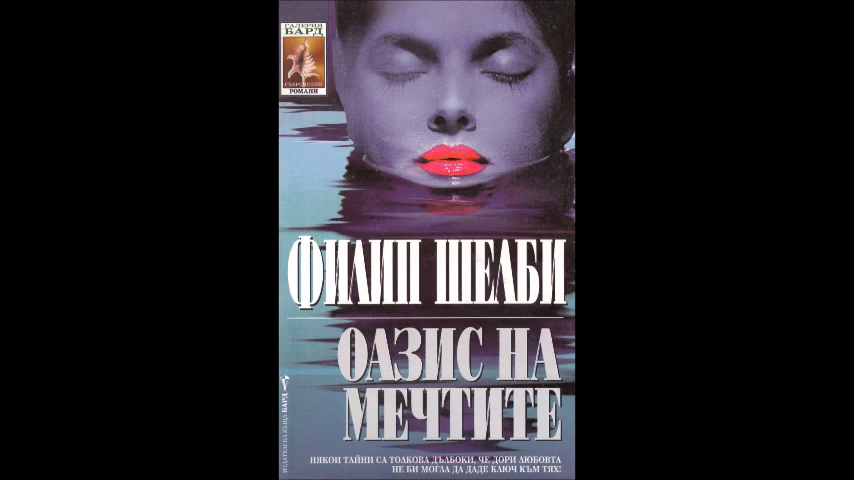 ГАЛЕРИЯ
БАРД
СЪВРЕМЕННИ
РОМАНИ
ФИЛИП ШЕЛБИ
ОАЗИС НА
МЕЧТИТЕ
ИЗДАТЕЛСКА КЪЩА БАРД
НЯКОИ ТАЙНИ СА ТОЛКОВА ДЪЛБОКИ, ЧЕ ДОРИ ЛЮБОВТА
НЕ БИ МОГЛА ДА ДАДЕ КЛЮЧ КЪМ ТЯХ!